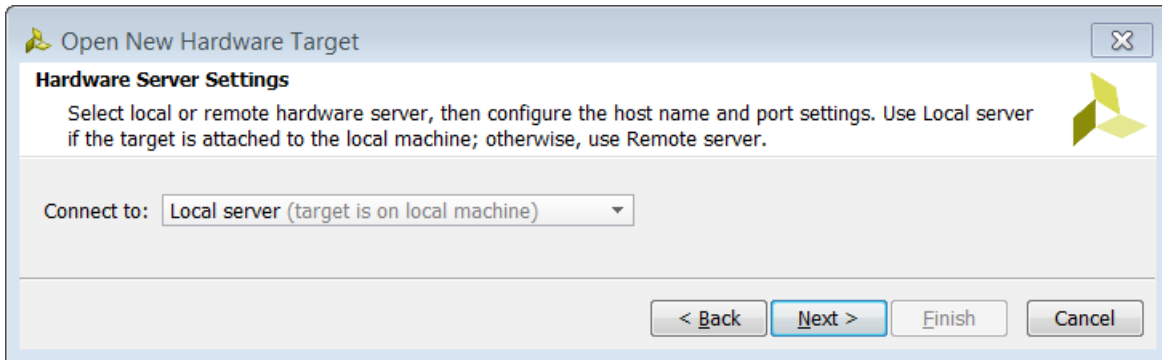 Open New Hardware Target
Hardware Server Settings
Select local or remote hardware server, then configure the host name and port settings. Use Local server
if the target is attached to the local machine; otherwise, use Remote server.
Connect to: Local server (target is on local machine)
< Back Next > Finish Cancel